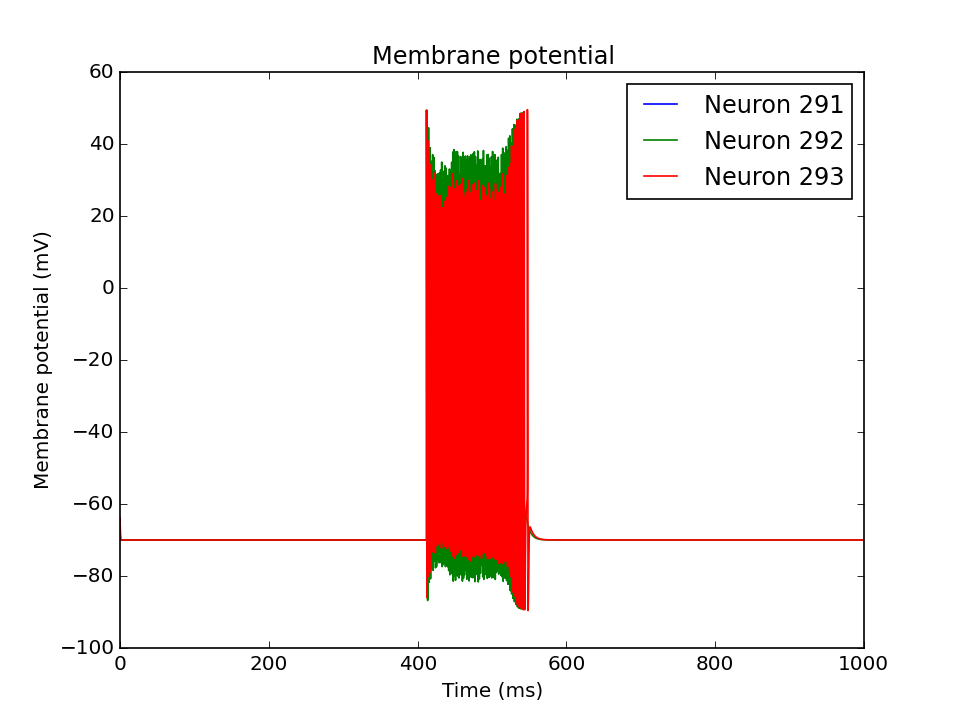 Membrane potential
60
40
20
0
−20
−40
−60
−80
−100
Membrane potential (mV)
Neuron 291
Neuron 292
Neuron 293
0 200 400 600 800 1000
Time (ms)